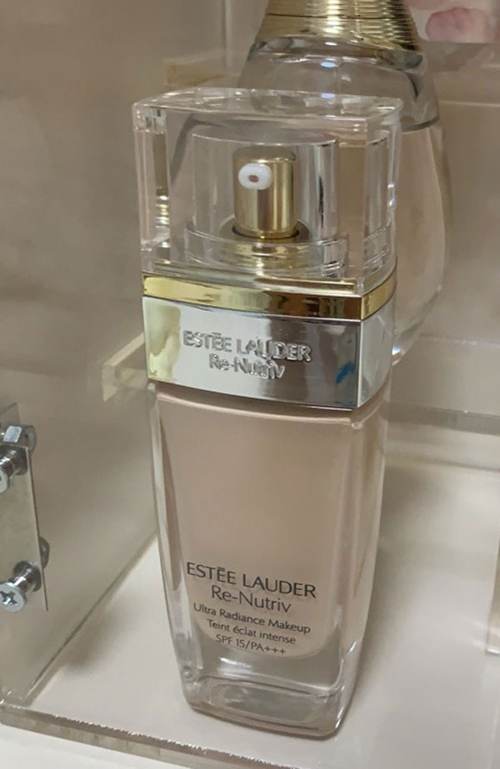 ESTĒE LAUDER
Re-Nutriv
ESTĒE LAUDER
Re-Nutriv
Ultra Radiance Makeup
Teint éclat intense
SPF 15/PA+++